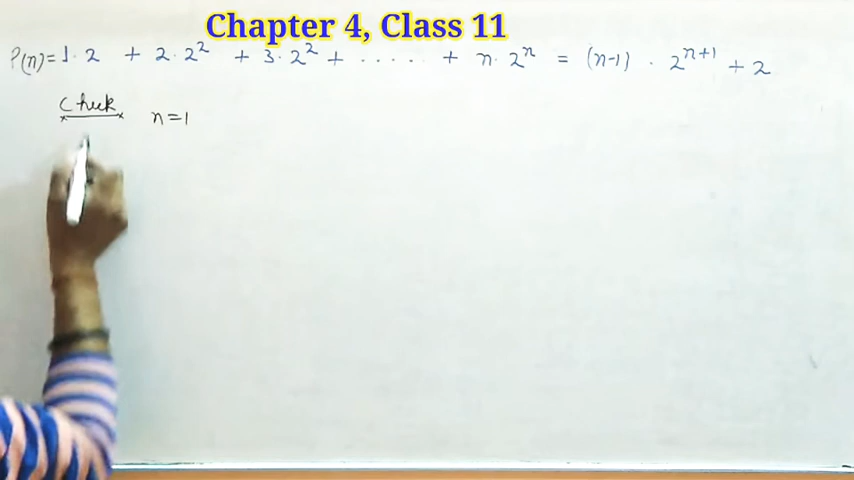 Chapter 4, Class 11
P(n) = 1·2 + 2·2² + 3·2² + ..... + n·2ⁿ = (n-1) · 2ⁿ⁺¹ + 2
Check n=1